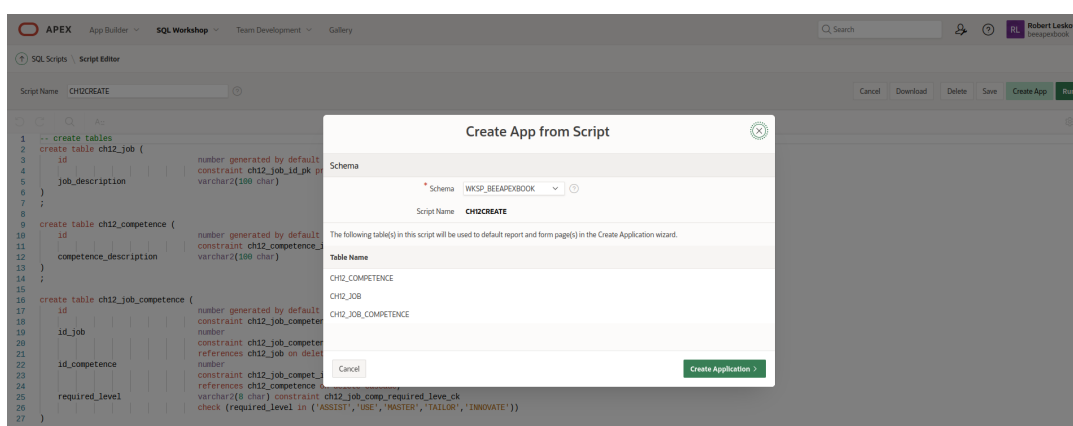 APEX App Builder SQL Workshop Team Development Gallery Search RL Robert Lesko
beeapexbook
SQL Scripts \ Script Editor
Script Name CH12CREATE Cancel Download Delete Save Create App Run
1 -- create tables
2 create table ch12_job (
3 id number generated by default
4 constraint ch12_job_id_pk
5 job_description varchar2(100 char)
6 )
7 ;
8
9 create table ch12_competence (
10 id number generated by default
11 constraint ch12_competence_i
12 competence_description varchar2(100 char)
13 )
14 ;
15
16 create table ch12_job_competence (
17 id number generated by default
18 constraint ch12_job_competen
19 id_job number
20 constraint ch12_job_competen
21 references ch12_job on delet
22 id_competence number
23 constraint ch12_job_compet_i
24 references ch12_competence
25 required_level varchar2(8 char) constraint ch12_job_comp_required_leve_ck
26 check (required_level in ('ASSIST','USE','MASTER','TAILOR','INNOVATE'))
27 )
Create App from Script
Schema
* Schema WKSP_BEEAPEXBOOK
Script Name CH12CREATE
The following table(s) in this script will be used to default report and form page(s) in the Create Application wizard.
Table Name
CH12_COMPETENCE
CH12_JOB
CH12_JOB_COMPETENCE
Cancel Create Application >